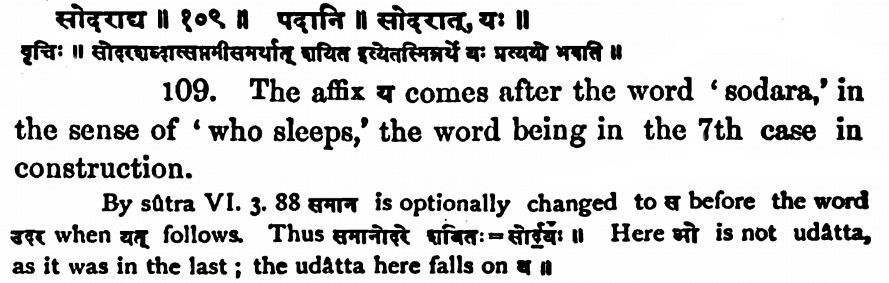 सोदराद्य ॥ १०९ ॥ पदानि ॥ सोदरात्, यः ॥
वृत्तिः ॥ सोदरशब्दात्सप्तमीसमर्थात् शयित इत्येतस्मिन्नर्थे यः प्रत्ययो भवति ॥
109. The affix य comes after the word ‘sodara,’ in
the sense of ‘who sleeps,’ the word being in the 7th case in
construction.
By sûtra VI. 3. 88 समान is optionally changed to स before the word
उदर when यत् follows. Thus समानोदरे शयितः = सोदर्यः ॥ Here ओ is not udâtta,
as it was in the last ; the udâtta here falls on य ॥